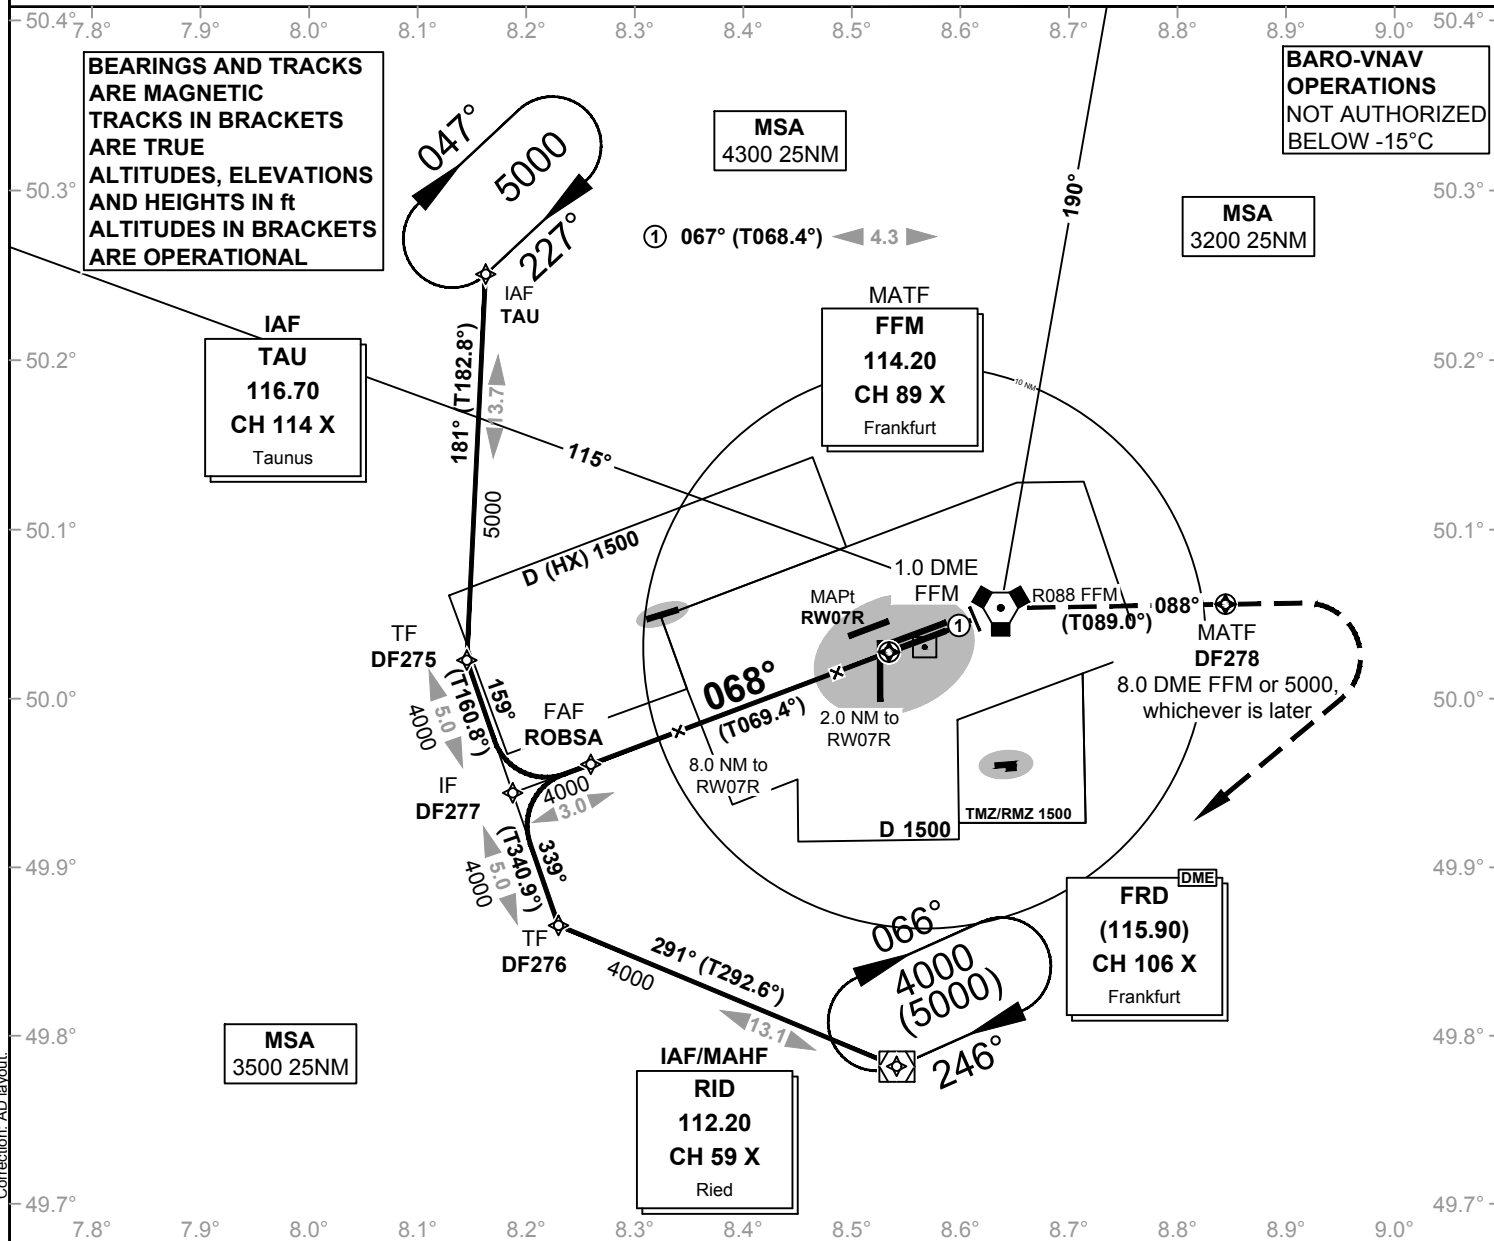 50.4°
7.8°
7.9°
8.0°
8.1°
8.2°
8.3°
8.4°
8.5°
8.6°
8.7°
8.8°
8.9°
9.0°
50.4°
BEARINGS AND TRACKS
ARE MAGNETIC
TRACKS IN BRACKETS
ARE TRUE
ALTITUDES, ELEVATIONS
AND HEIGHTS IN ft
ALTITUDES IN BRACKETS
ARE OPERATIONAL
BARO-VNAV
OPERATIONS
NOT AUTHORIZED
BELOW -15°C
MSA
4300 25NM
047°
5000
227°
190°
50.3°
50.3°
MSA
3200 25NM
1 067° (T068.4°) 4.3
IAF
TAU
MATF
FFM
114.20
CH 89 X
Frankfurt
IAF
TAU
116.70
CH 114 X
Taunus
50.2°
50.2°
181° (T182.8°)
13.7
5000
10 NM
115°
50.1°
50.1°
D (HX) 1500
1.0 DME
FFM
MAPt
RW07R
1
R088 FFM
088°
(T089.0°)
MATF
DF278
8.0 DME FFM or 5000,
whichever is later
TF
DF275
159°
(T160.8°)
5.0
4000
50.0°
50.0°
068°
(T069.4°)
FAF
ROBSA
2.0 NM to
RW07R
8.0 NM to
RW07R
IF
DF277
4000
3.0
TMZ/RMZ 1500
D 1500
339°
(T340.9°)
5.0
4000
49.9°
49.9°
TF
DF276
291° (T292.6°)
4000
13.1
066°
4000
(5000)
246°
DME
FRD
(115.90)
CH 106 X
Frankfurt
49.8°
49.8°
MSA
3500 25NM
IAF/MAHF
RID
112.20
CH 59 X
Ried
Correction: AD layout.
49.7°
49.7°
7.8°
7.9°
8.0°
8.1°
8.2°
8.3°
8.4°
8.5°
8.6°
8.7°
8.8°
8.9°
9.0°